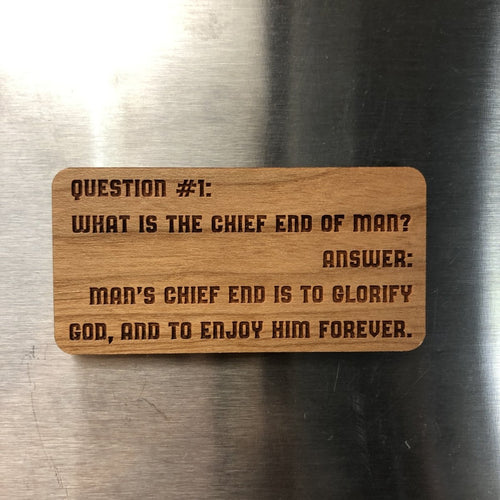 QUESTION #1:
WHAT IS THE CHIEF END OF MAN?
ANSWER:
MAN'S CHIEF END IS TO GLORIFY
GOD, AND TO ENJOY HIM FOREVER.